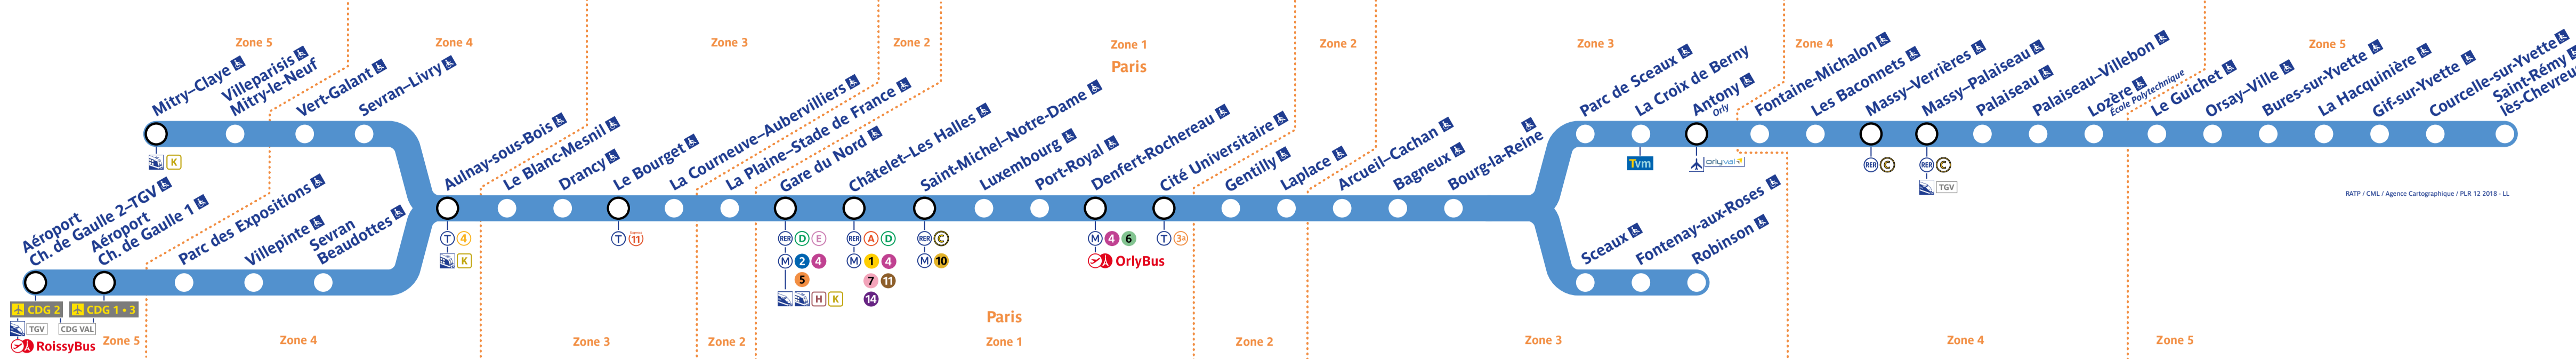 Zone 5
Zone 4
Zone 3
Zone 2
Zone 1
Paris
Zone 2
Zone 3
Zone 4
Zone 5
Mitry–Claye
Villeparisis
Mitry-le-Neuf
Vert-Galant
Sevran–Livry
K
Aéroport
Ch. de Gaulle 2–TGV
Aéroport
Ch. de Gaulle 1
Parc des Expositions
Villepinte
Sevran
Beaudottes
CDG 2
CDG 1 • 3
TGV
CDG VAL
RoissyBus
Aulnay-sous-Bois
T 4
K
Le Blanc-Mesnil
Drancy
Le Bourget
T 11
La Courneuve–Aubervilliers
La Plaine–Stade de France
Gare du Nord
RER D E
M 2 4
5
H K
Châtelet–Les Halles
RER A D
M 1 4
7 11
14
Saint-Michel–Notre-Dame
RER C
M 10
Luxembourg
Port-Royal
Denfert-Rochereau
M 4 6
OrlyBus
Cité Universitaire
T 3a
Gentilly
Laplace
Arcueil–Cachan
Bagneux
Bourg-la-Reine
Parc de Sceaux
La Croix de Berny
Tvm
Antony
Orly
orlyval
Fontaine-Michalon
Les Baconnets
Massy–Verrières
RER C
Massy–Palaiseau
RER C
TGV
Palaiseau
Palaiseau–Villebon
Lozère
École Polytechnique
Le Guichet
Orsay–Ville
Bures-sur-Yvette
La Hacquinière
Gif-sur-Yvette
Courcelle-sur-Yvette
Saint-Rémy
lès-Chevreu
Sceaux
Fontenay-aux-Roses
Robinson
RATP / CML / Agence Cartographique / PLR 12 2018 - LL
Zone 5
Zone 4
Zone 3
Zone 2
Paris
Zone 1
Zone 2
Zone 3
Zone 4
Zone 5